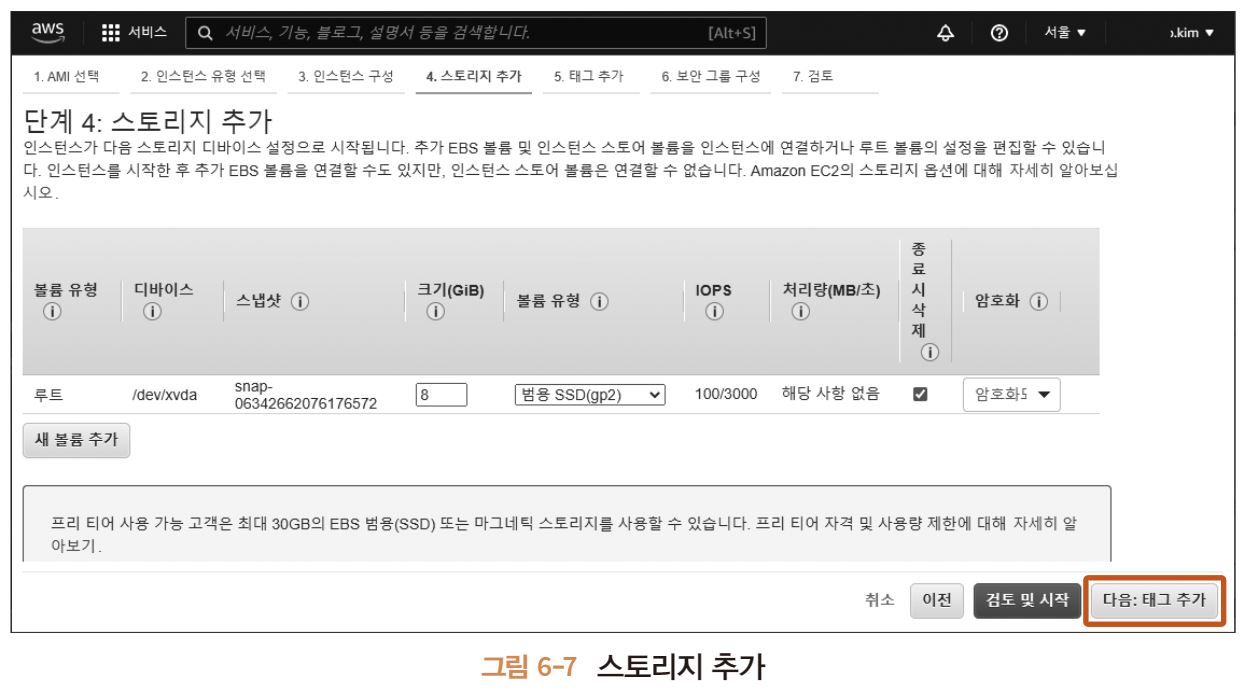 aws 서비스 서비스, 기능, 블로그, 설명서 등을 검색합니다. [Alt+S] 서울 ▼ .kim ▼
1. AMI 선택 2. 인스턴스 유형 선택 3. 인스턴스 구성 4. 스토리지 추가 5. 태그 추가 6. 보안 그룹 구성 7. 검토
단계 4: 스토리지 추가
인스턴스가 다음 스토리지 디바이스 설정으로 시작됩니다. 추가 EBS 볼륨 및 인스턴스 스토어 볼륨을 인스턴스에 연결하거나 루트 볼륨의 설정을 편집할 수 있습니
다. 인스턴스를 시작한 후 추가 EBS 볼륨을 연결할 수도 있지만, 인스턴스 스토어 볼륨은 연결할 수 없습니다. Amazon EC2의 스토리지 옵션에 대해 자세히 알아보십
시오.
볼륨 유형 디바이스 스냅샷 크기(GiB) 볼륨 유형 IOPS 처리량(MB/초) 종료 시 삭제 암호화
루트 /dev/xvda snap-06342662076176572 8 범용 SSD(gp2) 100/3000 해당 사항 없음 암호화
새 볼륨 추가
프리 티어 사용 가능 고객은 최대 30GB의 EBS 범용(SSD) 또는 마그네틱 스토리지를 사용할 수 있습니다. 프리 티어 자격 및 사용량 제한에 대해 자세히 알
아보기.
취소 이전 검토 및 시작 다음: 태그 추가
그림 6-7 스토리지 추가